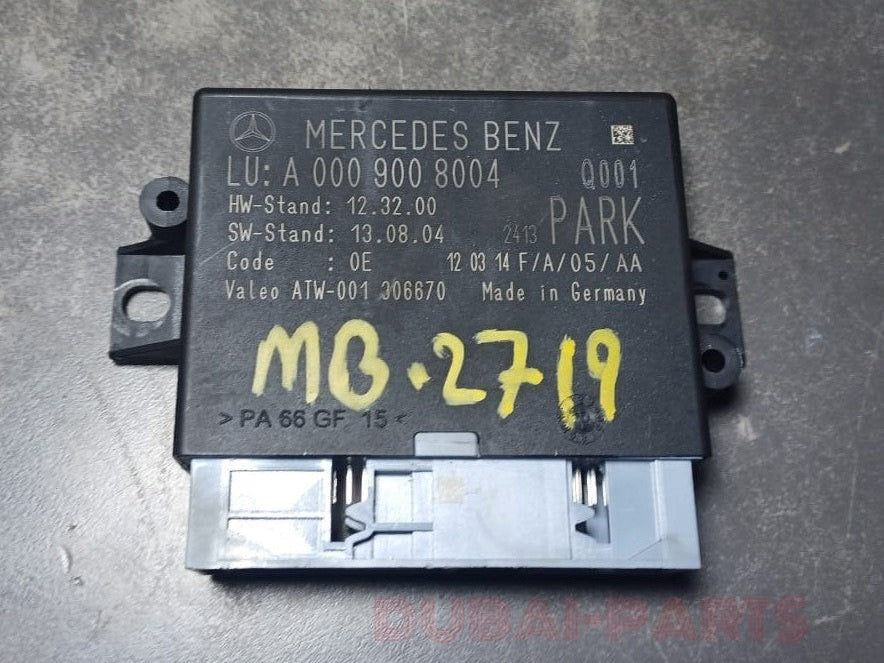 MERCEDES BENZ
LU: A 000 900 8004 Q001
HW-Stand: 12.32.00
SW-Stand: 13.08.04 2413 PARK
Code : 0E 12 03 14 F/A/05/AA
Valeo ATW-001 306670 Made in Germany
MB.2719
>PA 66 GF 15<
DUBAI-PARTS